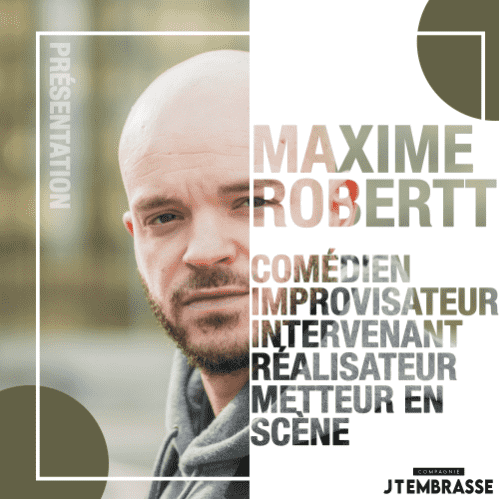 PRÉSENTATION
MAXIME
ROBERTT
COMÉDIEN
IMPROVISATEUR
INTERVENANT
RÉALISATEUR
METTEUR EN
SCÈNE
COMPAGNIE
JTEMBRASSE